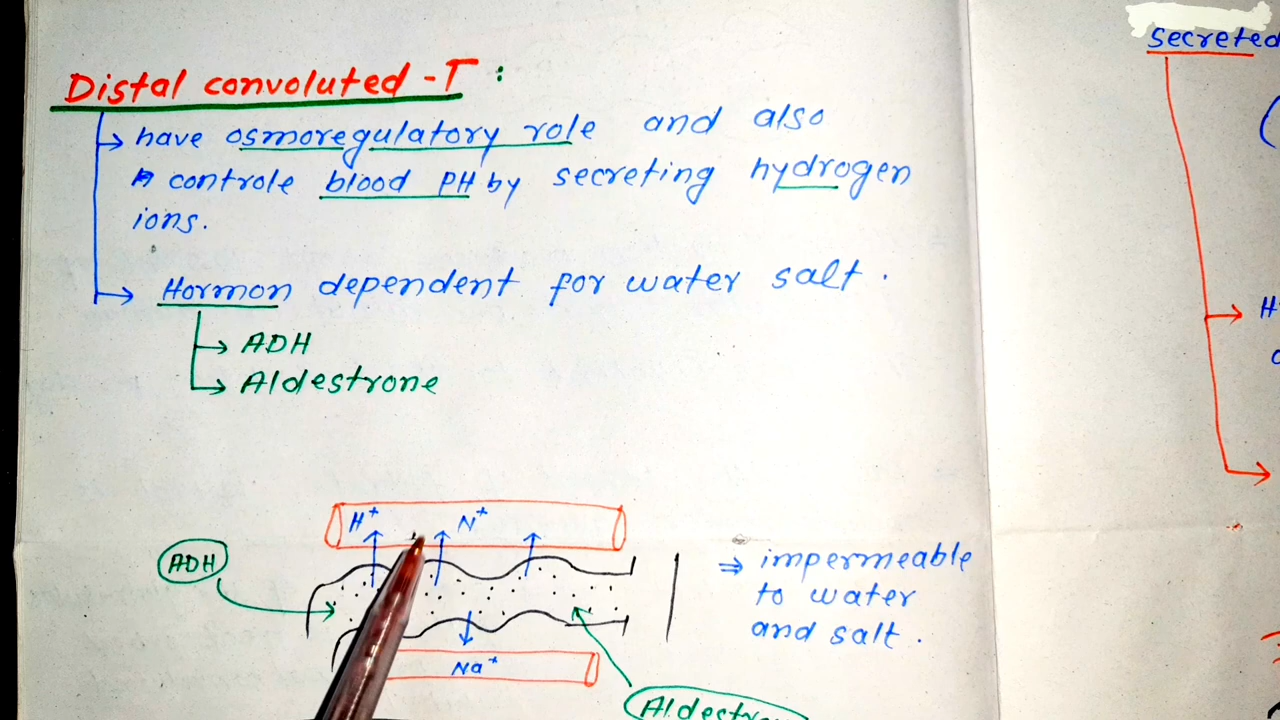 Distal convoluted -T :
have osmoregulatory role and also
controle blood PH by secreting hydrogen
ions.
Hormon dependent for water salt.
ADH
Aldestrone
H+ N+
ADH
⇒ impermeable
to water
and salt.
Na+
secreted